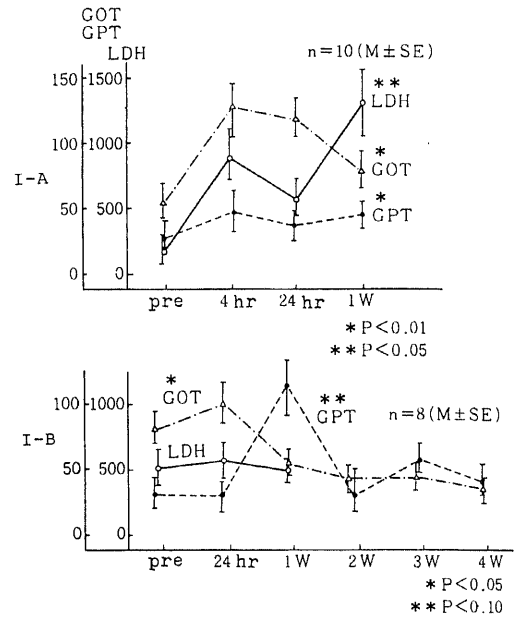 GOT
GPT
LDH
n=10(M±SE)
150 1500
**
LDH
100 1000
*
GOT
I-A
*
GPT
50 500
0 0
pre 4hr 24hr 1W
*P<0.01
**P<0.05
*
GOT
**
GPT
100 1000
n=8(M±SE)
I-B
LDH
50 500
0 0
pre 24hr 1W 2W 3W 4W
*P<0.05
**P<0.10